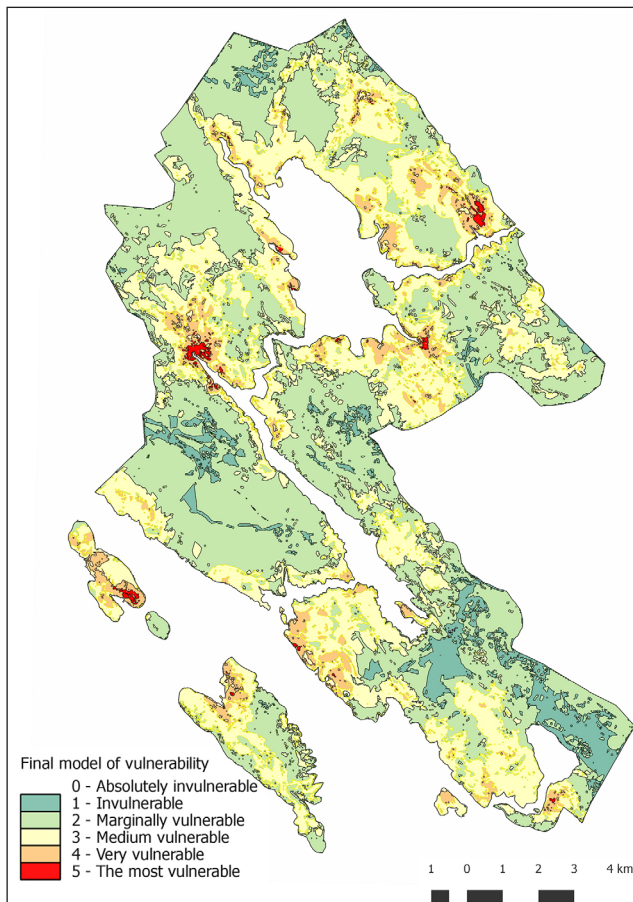 Final model of vulnerability
0 - Absolutely invulnerable
1 - Invulnerable
2 - Marginally vulnerable
3 - Medium vulnerable
4 - Very vulnerable
5 - The most vulnerable
1 0 1 2 3 4 km